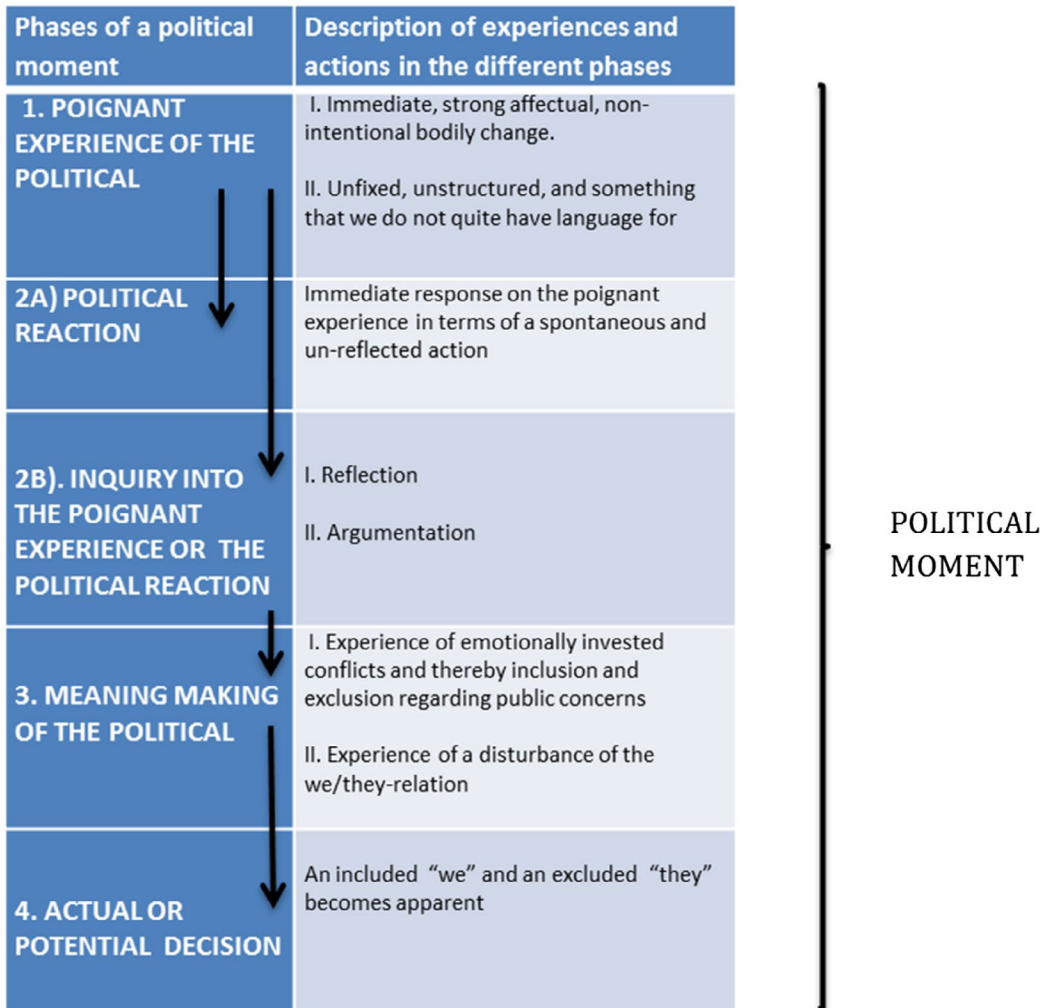 Phases of a political
moment
Description of experiences and
actions in the different phases
1. POIGNANT
EXPERIENCE OF THE
POLITICAL
I. Immediate, strong affectual, non-
intentional bodily change.
II. Unfixed, unstructured, and something
that we do not quite have language for
2A) POLITICAL
REACTION
Immediate response on the poignant
experience in terms of a spontaneous and
un-reflected action
2B). INQUIRY INTO
THE POIGNANT
EXPERIENCE OR THE
POLITICAL REACTION
I. Reflection
II. Argumentation
3. MEANING MAKING
OF THE POLITICAL
I. Experience of emotionally invested
conflicts and thereby inclusion and
exclusion regarding public concerns
II. Experience of a disturbance of the
we/they-relation
4. ACTUAL OR
POTENTIAL DECISION
An included “we” and an excluded “they”
becomes apparent
POLITICAL
MOMENT